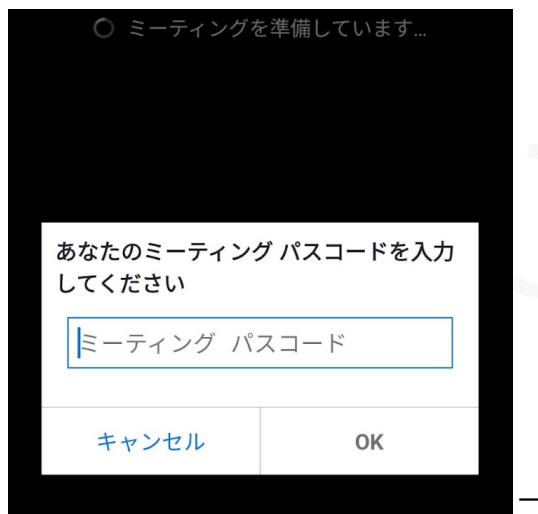 ミーティングを準備しています...
あなたのミーティング パスコードを入力
してください
ミーティング パスコード
キャンセル
OK